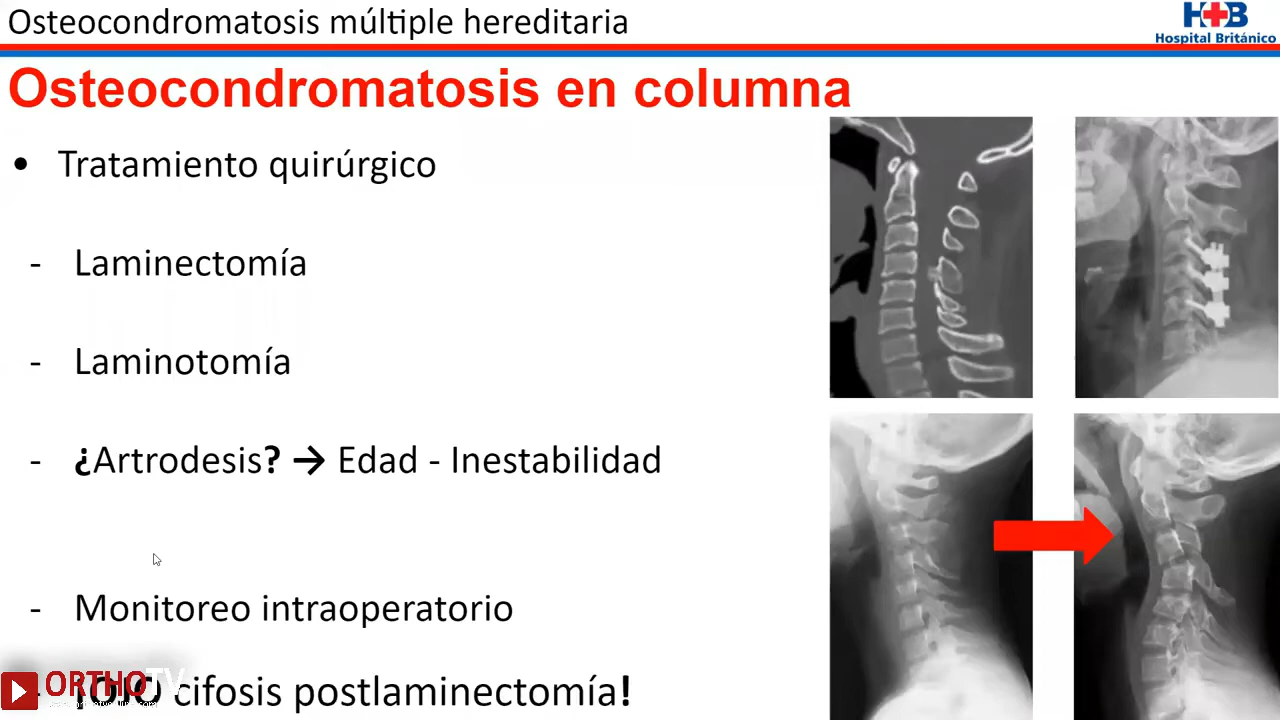 Osteocondromatosis múltiple hereditaria
H+B
Hospital Británico
Osteocondromatosis en columna
• Tratamiento quirúrgico
- Laminectomía
- Laminotomía
- ¿Artrodesis? → Edad - Inestabilidad
- Monitoreo intraoperatorio
cifosis postlaminectomía!
ORTHOTV